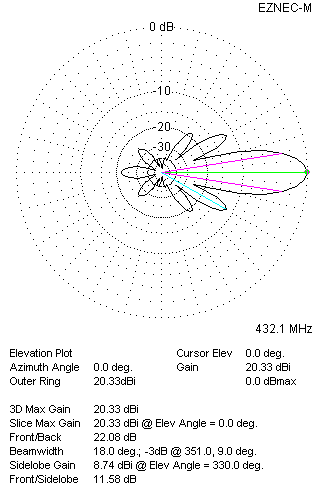 EZNEC-M
0 dB
-10
-20
-30
432.1 MHz
Elevation Plot Cursor Elev 0.0 deg.
Azimuth Angle 0.0 deg. Gain 20.33 dBi
Outer Ring 20.33dBi 0.0 dBmax
3D Max Gain 20.33 dBi
Slice Max Gain 20.33 dBi @ Elev Angle = 0.0 deg.
Front/Back 22.08 dB
Beamwidth 18.0 deg.; -3dB @ 351.0, 9.0 deg.
Sidelobe Gain 8.74 dBi @ Elev Angle = 330.0 deg.
Front/Sidelobe 11.58 dB